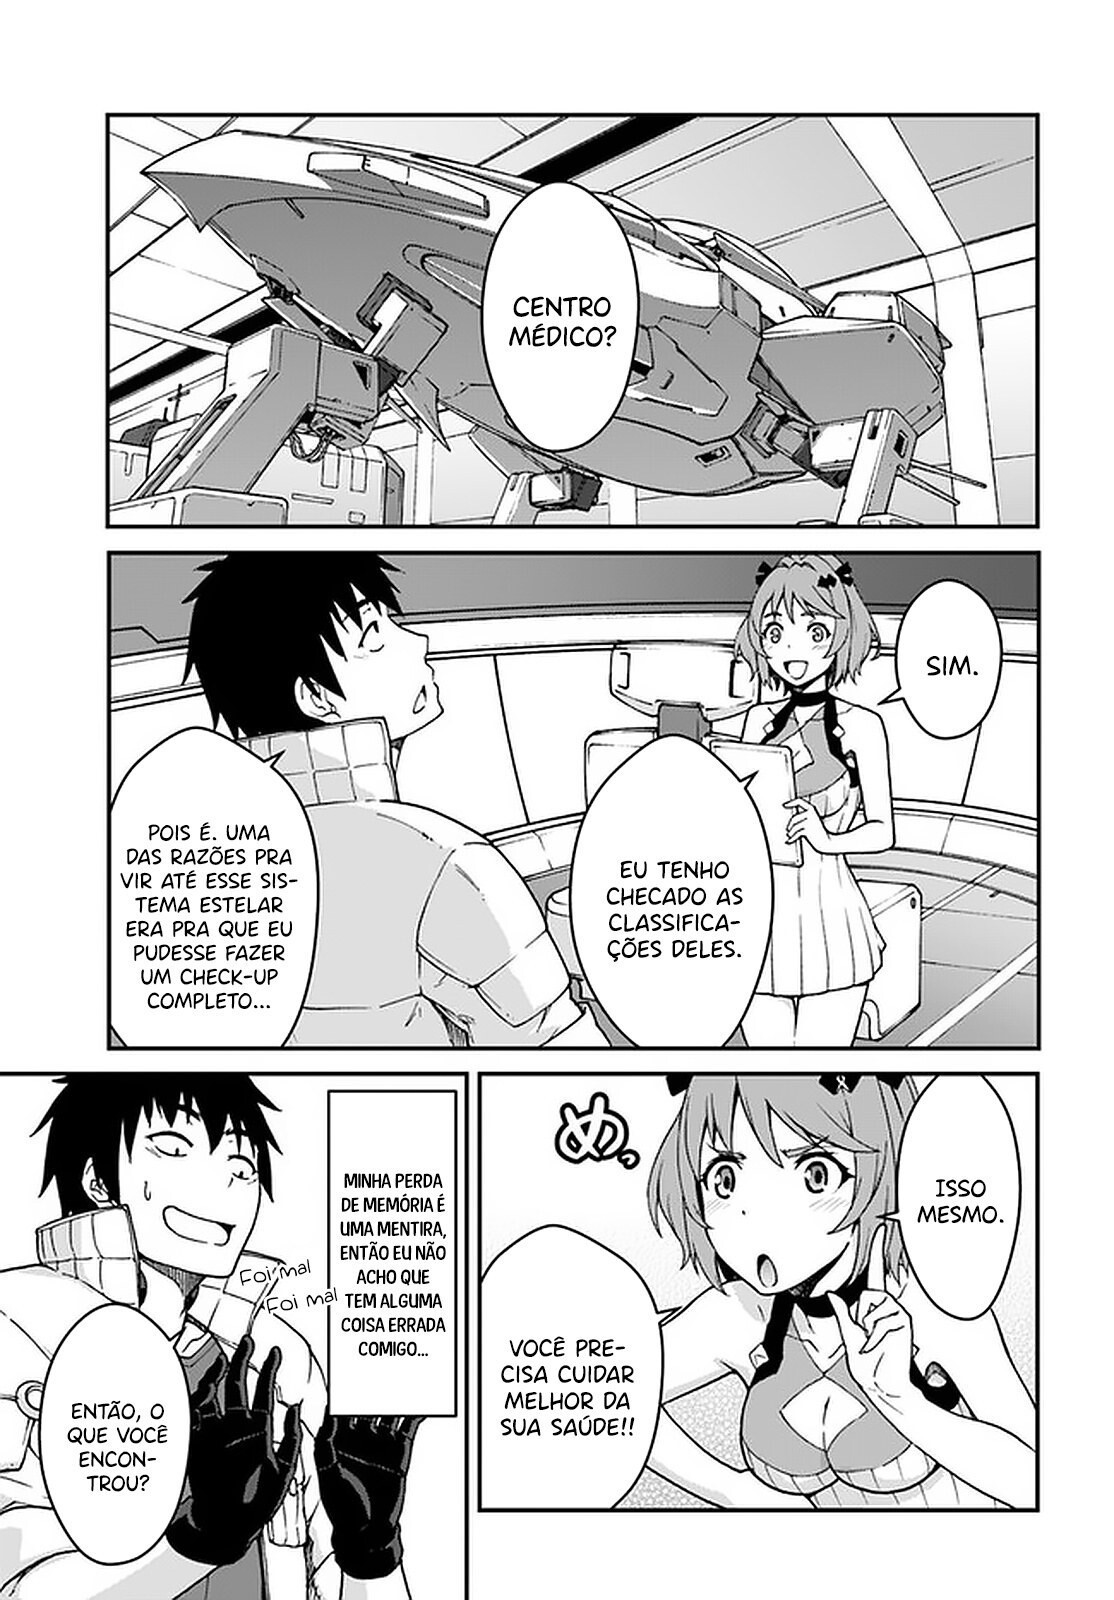 CENTRO
MÉDICO?
SIM.
EU TENHO
CHECADO AS
CLASSIFICA-
ÇÕES DELES.
POIS É. UMA
DAS RAZÕES PRA
VIR ATÉ ESSE SIS-
TEMA ESTELAR
ERA PRA QUE EU
PUDESSE FAZER
UM CHECK-UP
COMPLETO...
ISSO
MESMO.
めっ
VOCÊ PRE-
CISA CUIDAR
MELHOR DA
SUA SAÚDE!!
MINHA PERDA
DE MEMÓRIA É
UMA MENTIRA,
ENTÃO EU NÃO
ACHO QUE
TEM ALGUMA
COISA ERRADA
COMIGO...
Foi mal
Foi mal
ENTÃO, O
QUE VOCÊ
ENCON-
TROU?